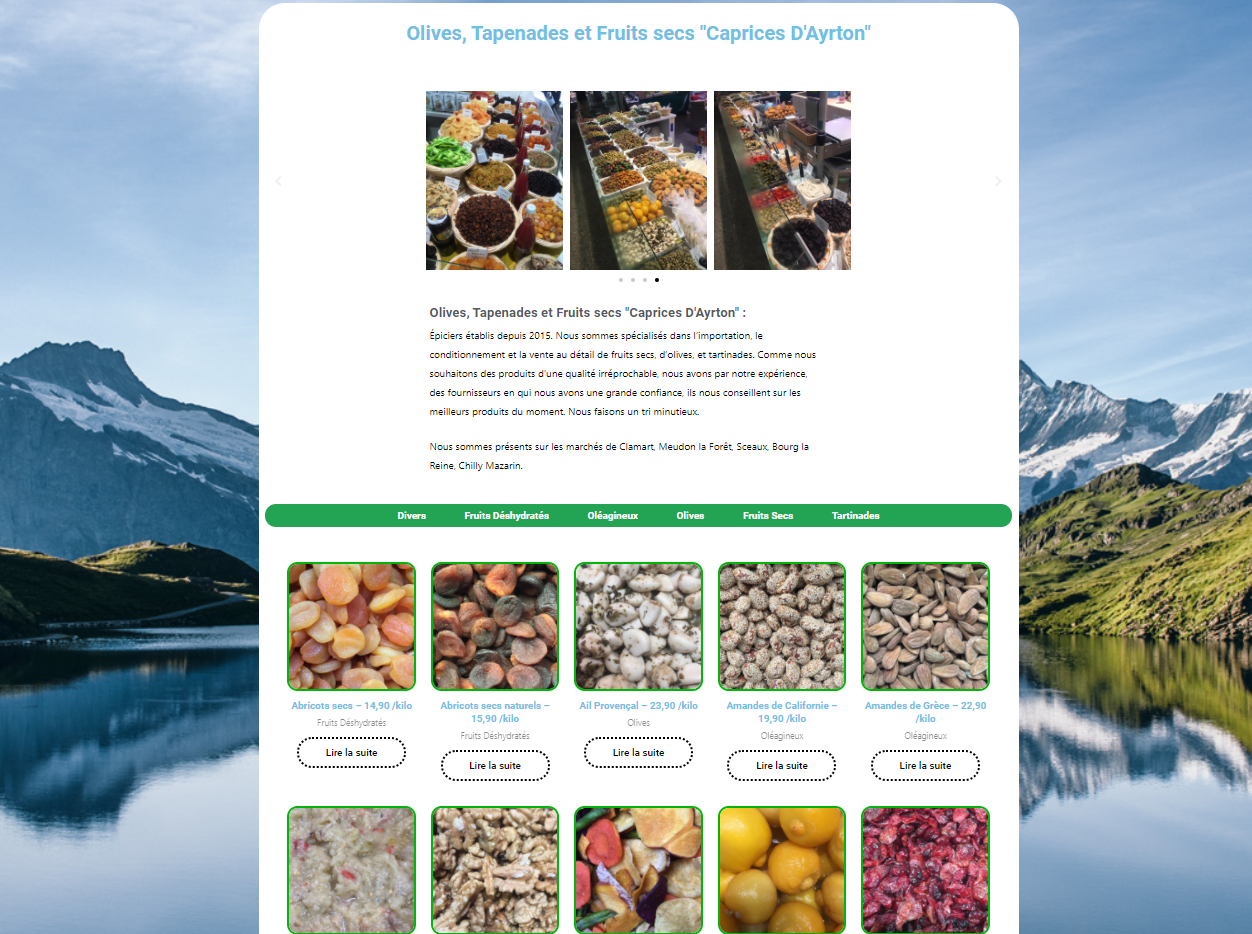 Olives, Tapenades et Fruits secs "Caprices D'Ayrton"
Olives, Tapenades et Fruits secs "Caprices D'Ayrton" :
Épiciers établis depuis 2015. Nous sommes spécialisés dans l'importation, le
conditionnement et la vente au détail de fruits secs, d'olives, et tartinades. Comme nous
souhaitons des produits d'une qualité irréprochable, nous avons par notre expérience,
des fournisseurs en qui nous avons une grande confiance, ils nous conseillent sur les
meilleurs produits du moment. Nous faisons un tri minutieux.
Nous sommes présents sur les marchés de Clamart, Meudon la Forêt, Sceaux, Bourg la
Reine, Chilly Mazarin.
Divers Fruits Déshydratés Oléagineux Olives Fruits Secs Tartinades
Abricots secs – 14,90 /kilo
Fruits Déshydratés
Lire la suite
Abricots secs naturels –
15,90 /kilo
Fruits Déshydratés
Lire la suite
Ail Provençal – 23,90 /kilo
Olives
Lire la suite
Amandes de Californie –
19,90 /kilo
Oléagineux
Lire la suite
Amandes de Grèce – 22,90
/kilo
Oléagineux
Lire la suite